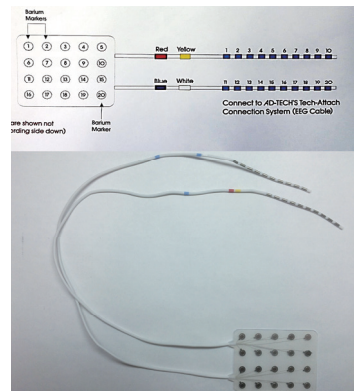 Barium
Markers
1 2 3 4 5
Red Yellow
1 2 3 4 5 6 7 8 9 10
6 7 8 9 10
Blue White
11 12 13 14 15 16 17 18 19 20
11 12 13 14 15
16 17 18 19 20
Connect to AD-TECH'S Tech-Attach
Connection System (EEG Cable)
are shown not
ording side down)
Barium
Marker